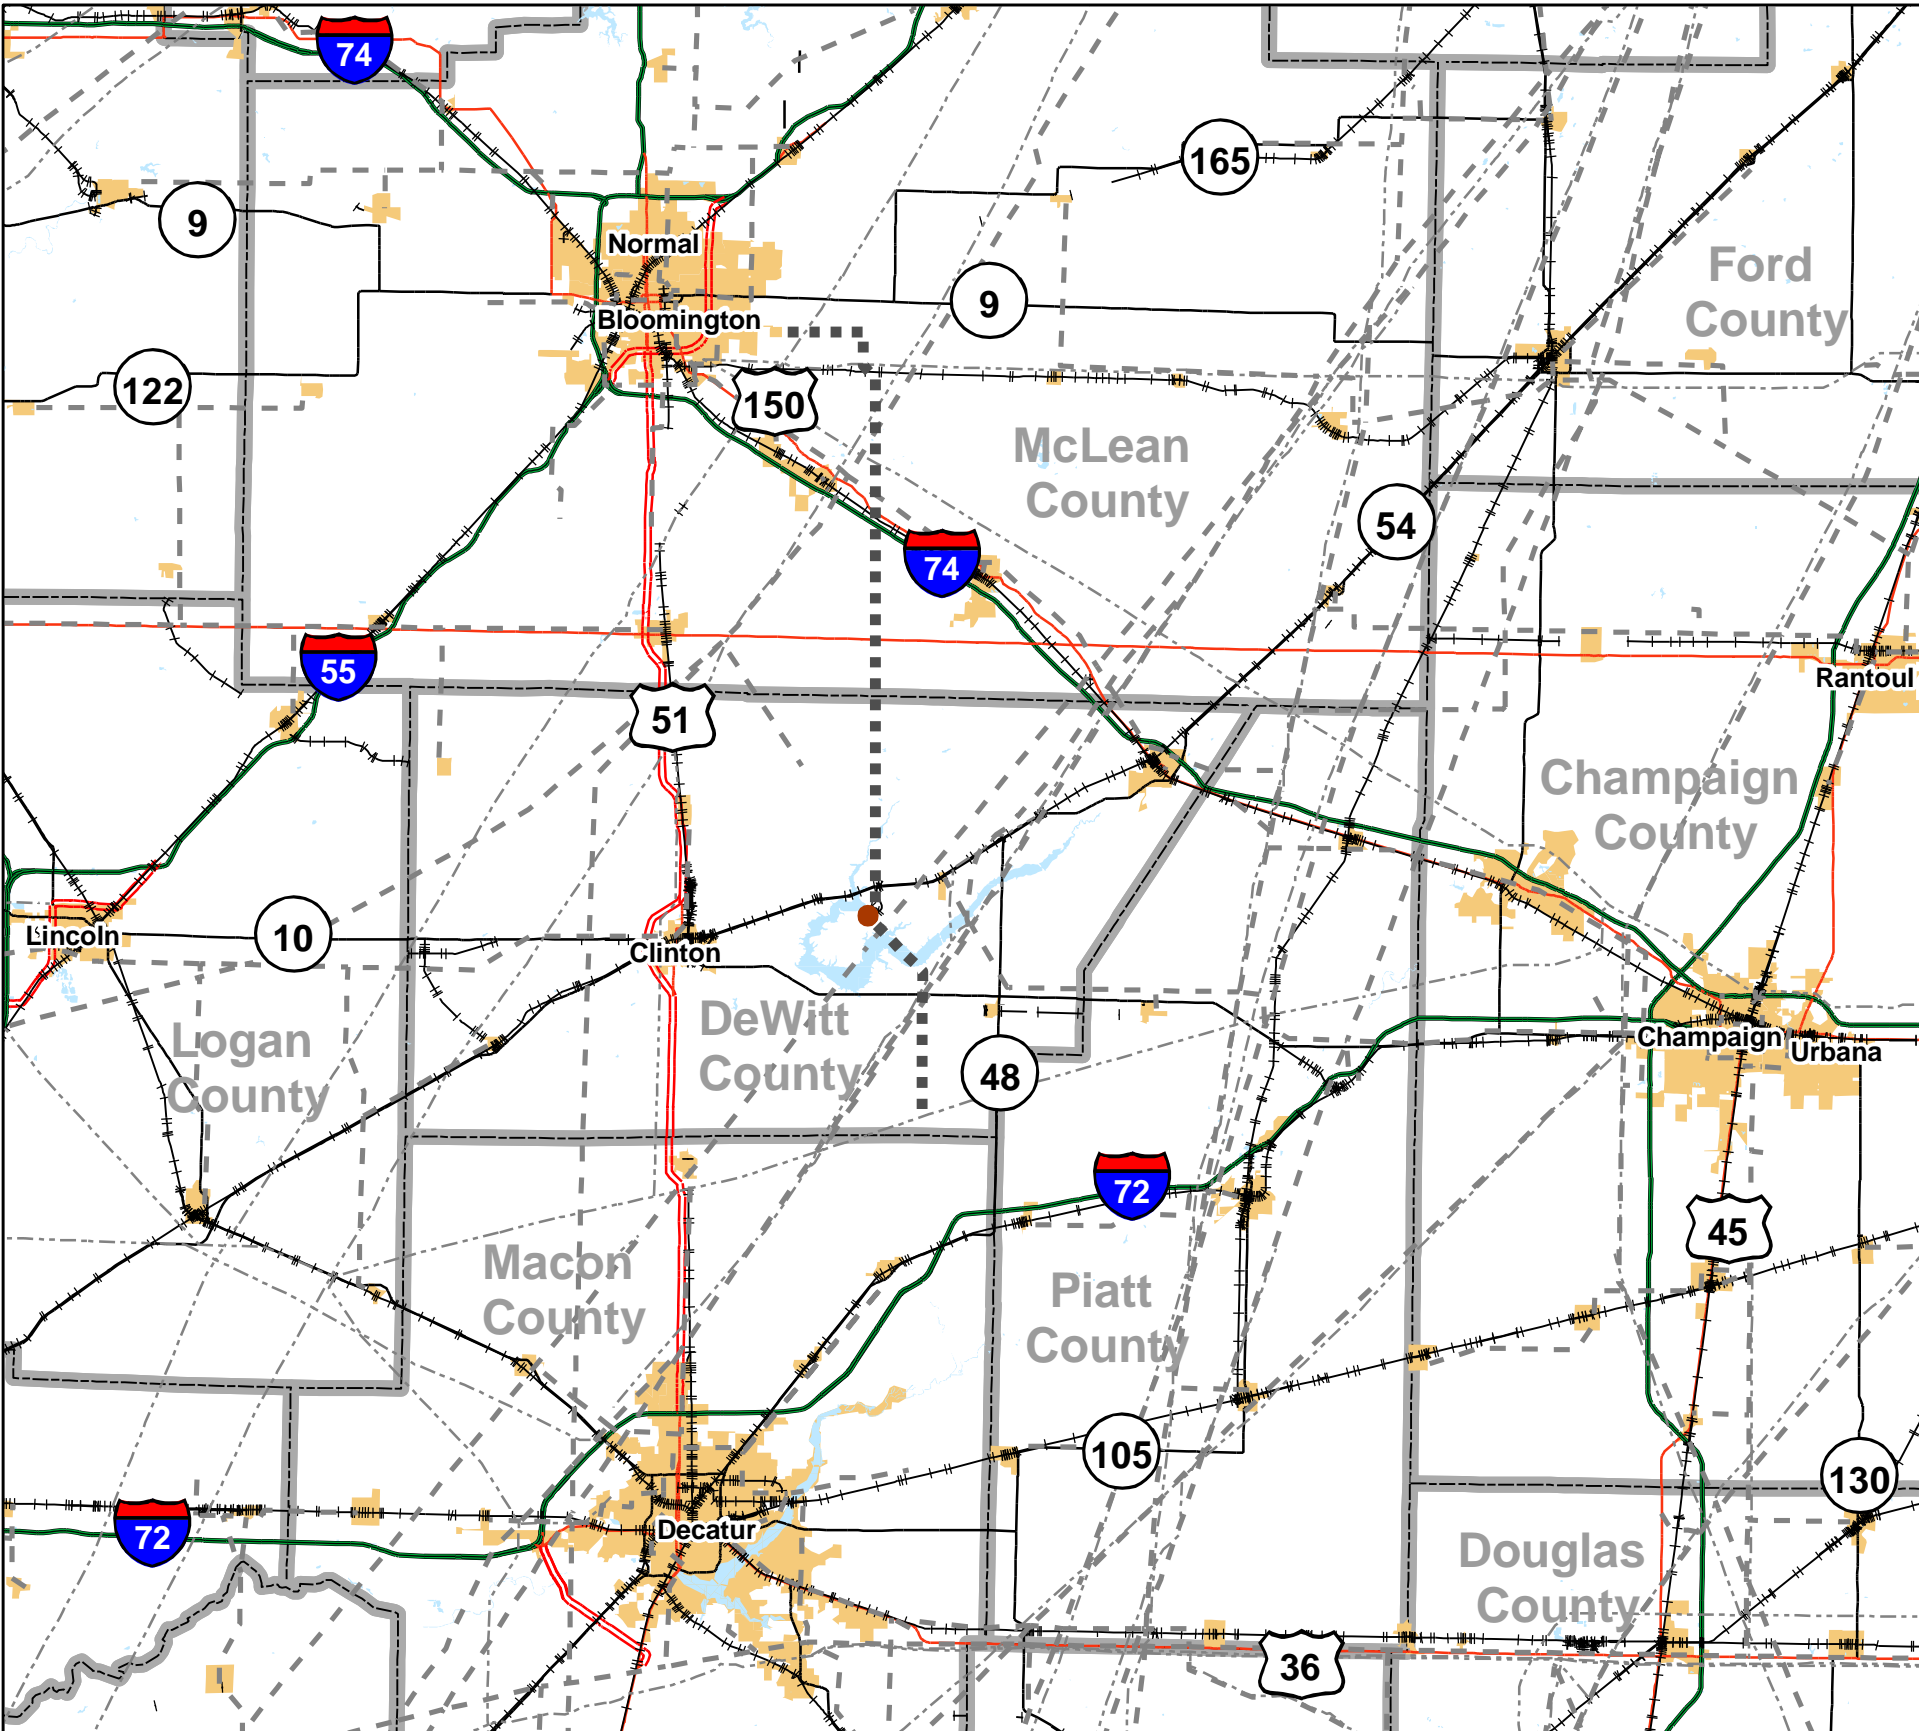 74
165
9
Normal
Ford
County
9
Bloomington
122
150
McLean
County
54
74
55
Rantoul
51
Champaign
County
Lincoln
10
Clinton
DeWitt
County
Logan
County
48
Champaign
Urbana
72
45
Macon
County
Piatt
County
105
130
72
Decatur
Douglas
County
36